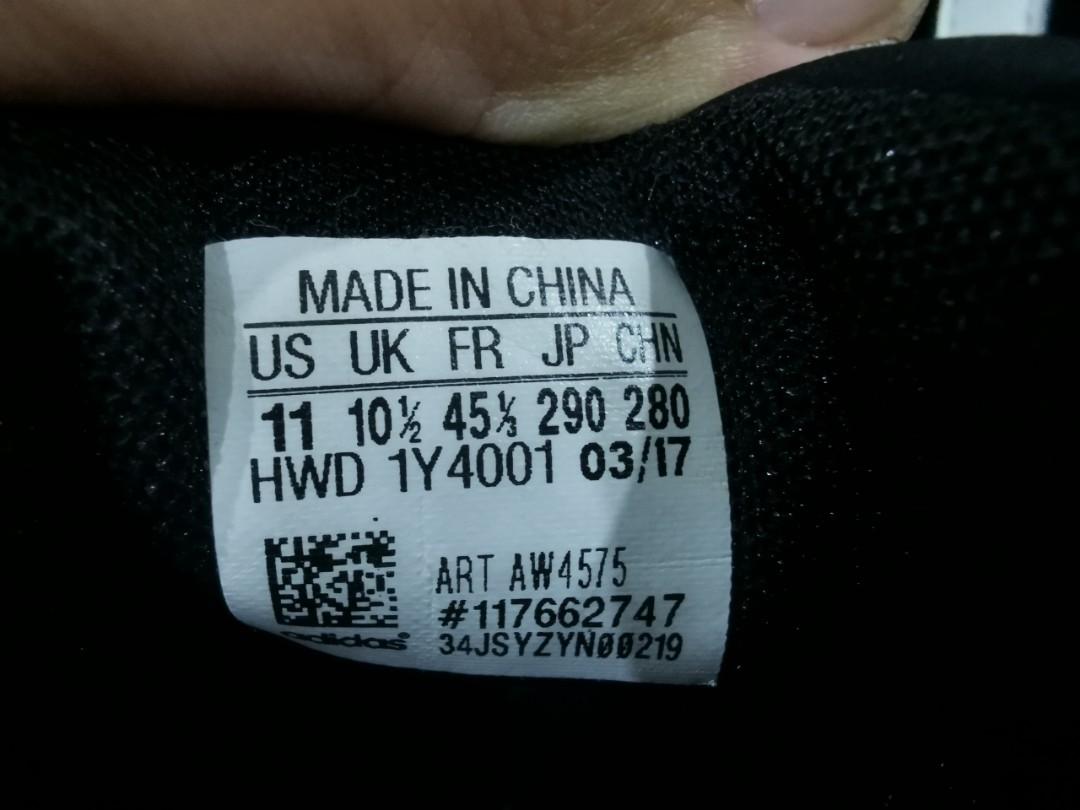 MADE IN CHINA
US UK FR JP CHN
11 10½ 45⅓ 290 280
HWD 1Y4001 03/17
ART AW4575
#117662747
adidas®
34JSYZYN00219